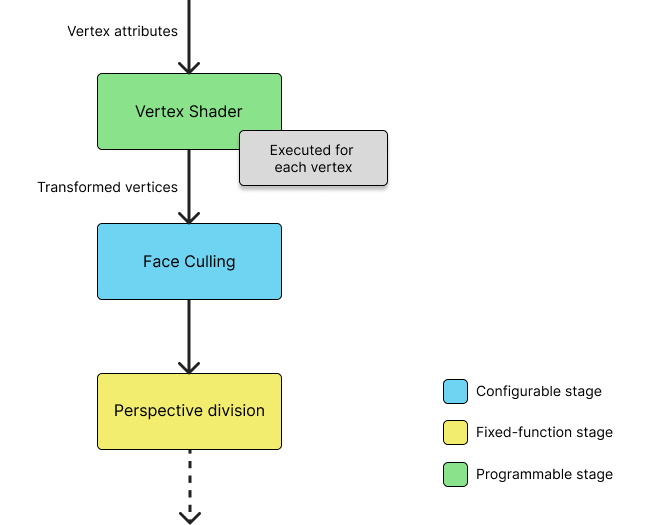 Vertex attributes
Vertex Shader
Executed for
each vertex
Transformed vertices
Face Culling
Perspective division
Configurable stage
Fixed-function stage
Programmable stage